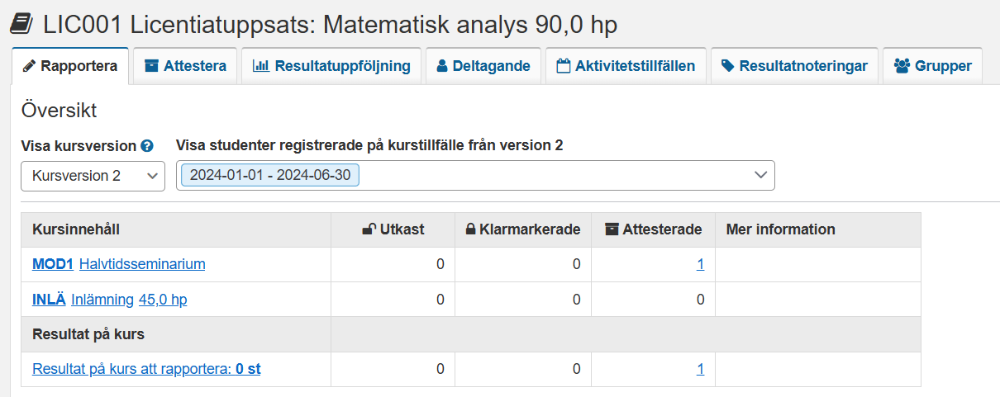 LIC001 Licentiatuppsats: Matematisk analys 90,0 hp
Rapportera Attestera Resultatuppföljning Deltagande Aktivitetstillfällen Resultatnoteringar Grupper
Översikt
Visa kursversion ? Visa studenter registrerade på kurstillfälle från version 2
Kursversion 2 2024-01-01 - 2024-06-30
Kursinnehåll Utkast Klarmarkerade Attesterade Mer information
MOD1 Halvtidsseminarium 0 0 1
INLÄ Inlämning 45,0 hp 0 0 0
Resultat på kurs
Resultat på kurs att rapportera: 0 st 0 0 1